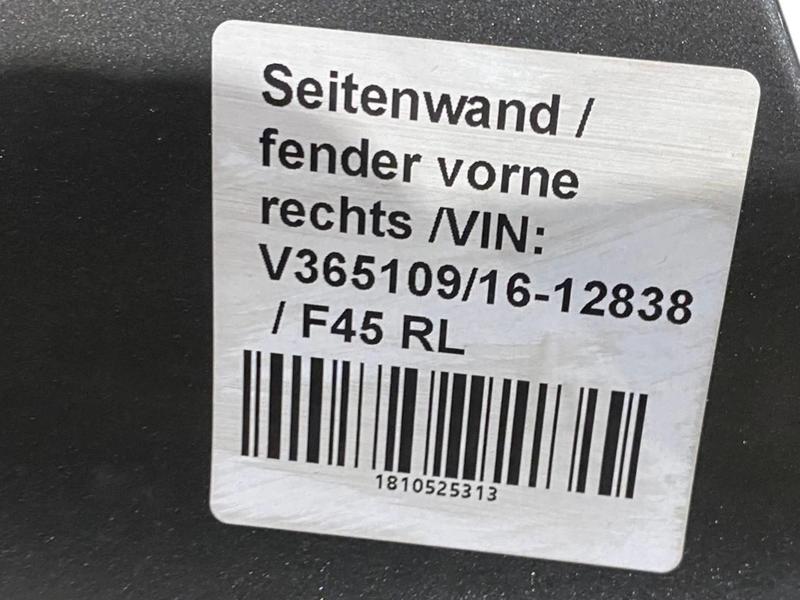 Seitenwand /
fender vorne
rechts /VIN:
V365109/16-12838
/ F45 RL
1810525313